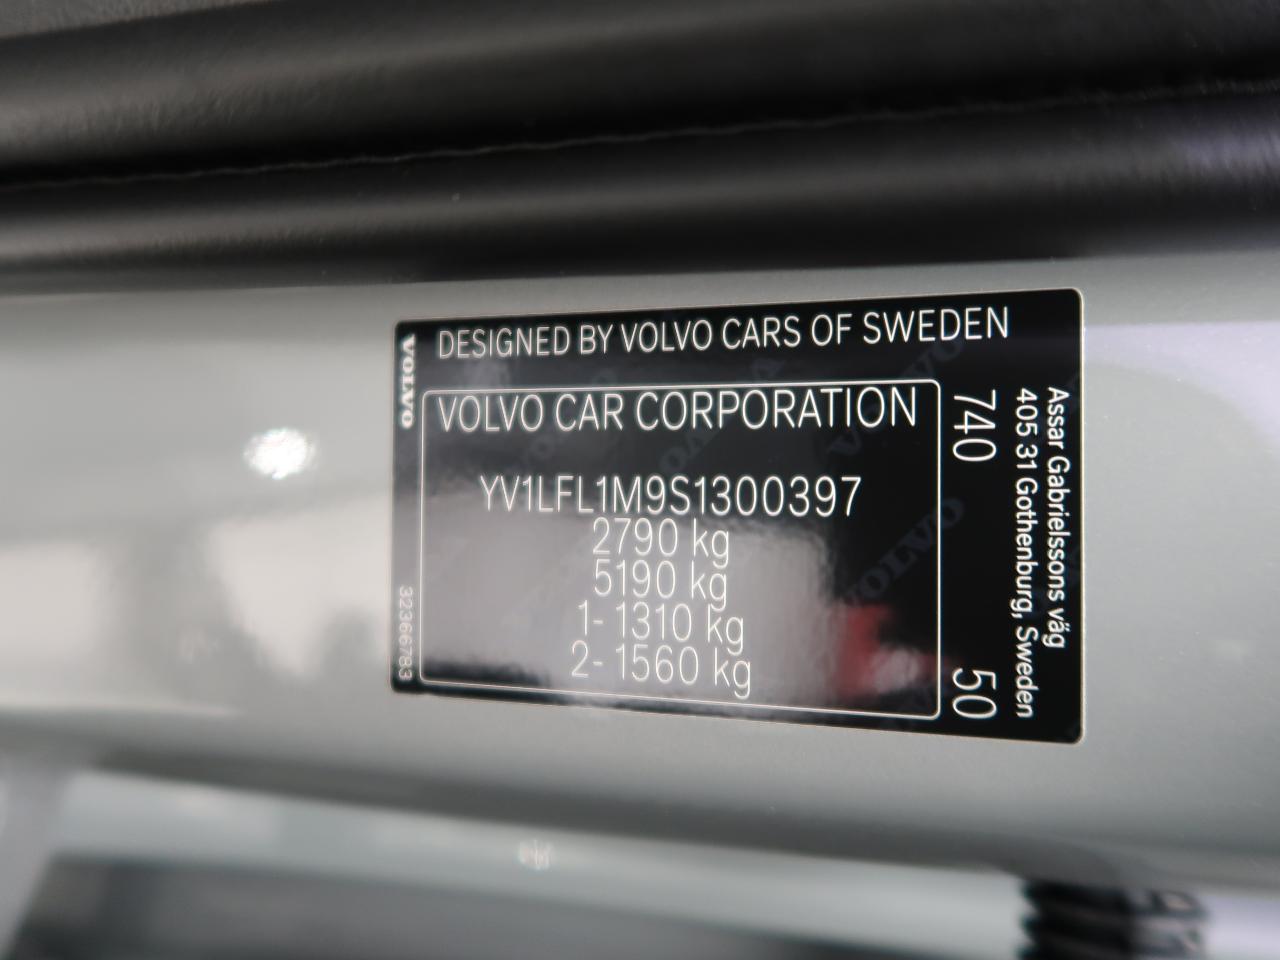 DESIGNED BY VOLVO CARS OF SWEDEN
VOLVO
VOLVO CAR CORPORATION
YV1LFL1M9S1300397
2790 kg
5190 kg
1- 1310 kg
2- 1560 kg
32366783
740
50
Assar Gabrielssons väg
405 31 Gothenburg, Sweden